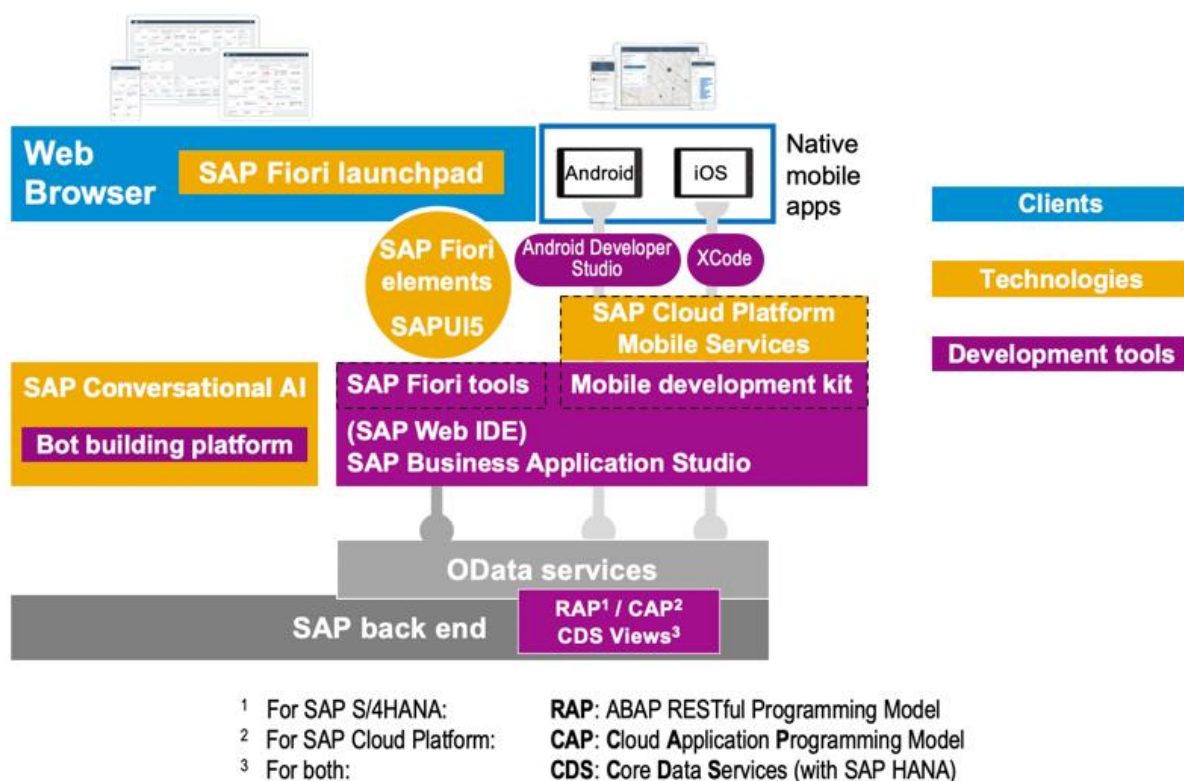 Web
Browser
SAP Fiori launchpad
Android
iOS
Native
mobile
apps
Clients
SAP Fiori
elements
SAPUI5
Android Developer
Studio
XCode
Technologies
SAP Cloud Platform
Mobile Services
Development tools
SAP Conversational AI
Bot building platform
SAP Fiori tools
Mobile development kit
(SAP Web IDE)
SAP Business Application Studio
OData services
SAP back end
RAP¹ / CAP²
CDS Views³
¹ For SAP S/4HANA: RAP: ABAP RESTful Programming Model
² For SAP Cloud Platform: CAP: Cloud Application Programming Model
³ For both: CDS: Core Data Services (with SAP HANA)